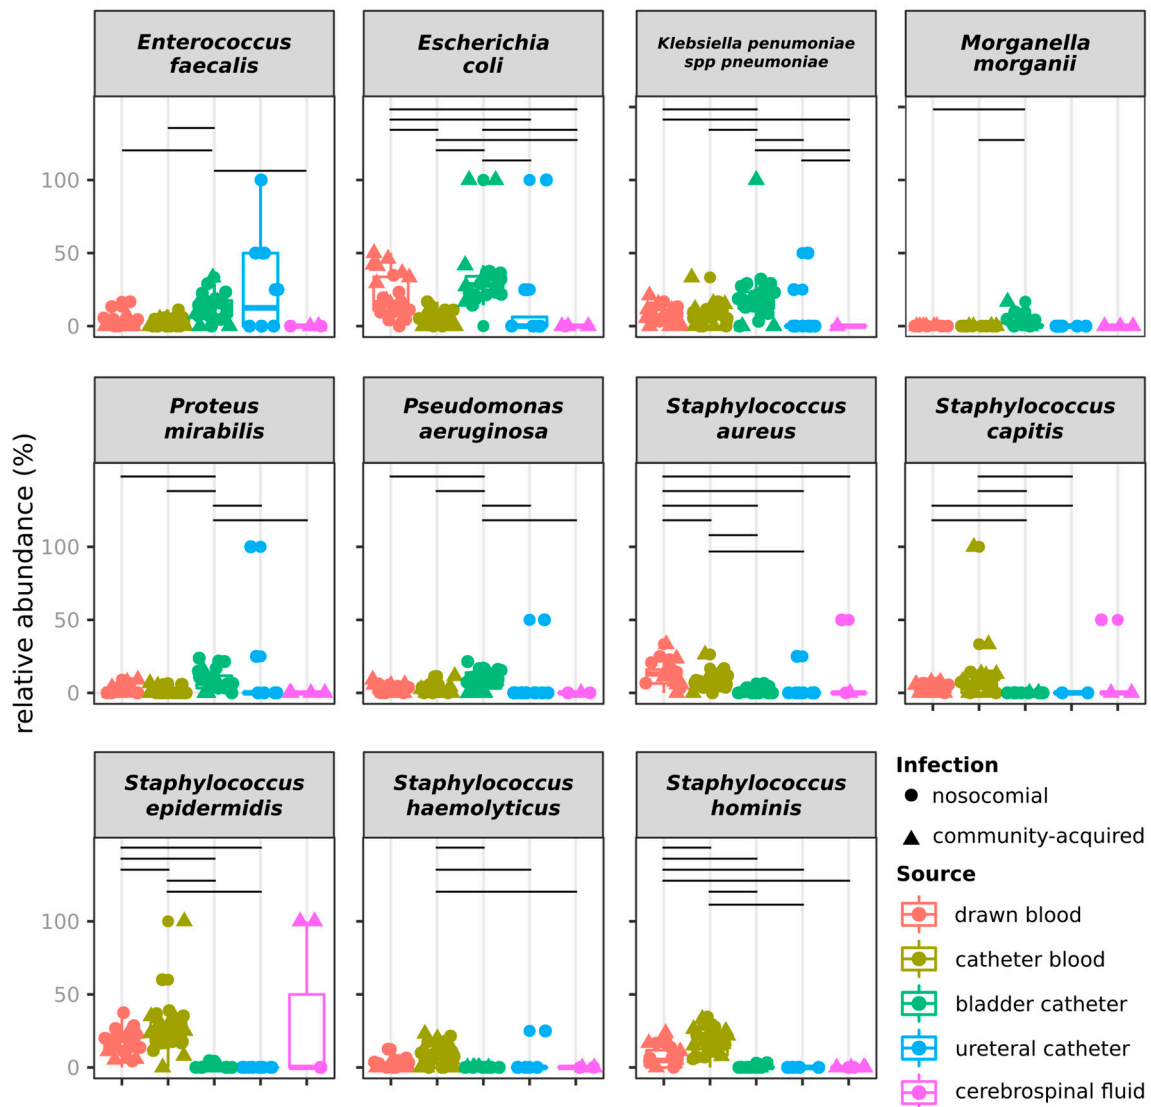 Enterococcus
faecalis
Escherichia
coli
Klebsiella penumoniae
spp pneumoniae
Morganella
morganii
100
50
0
Proteus
mirabilis
Pseudomonas
aeruginosa
Staphylococcus
aureus
Staphylococcus
capitis
relative abundance (%)
100
50
0
Staphylococcus
epidermidis
Staphylococcus
haemolyticus
Staphylococcus
hominis
100
50
0
Infection
nosocomial
community-acquired
Source
drawn blood
catheter blood
bladder catheter
ureteral catheter
cerebrospinal fluid